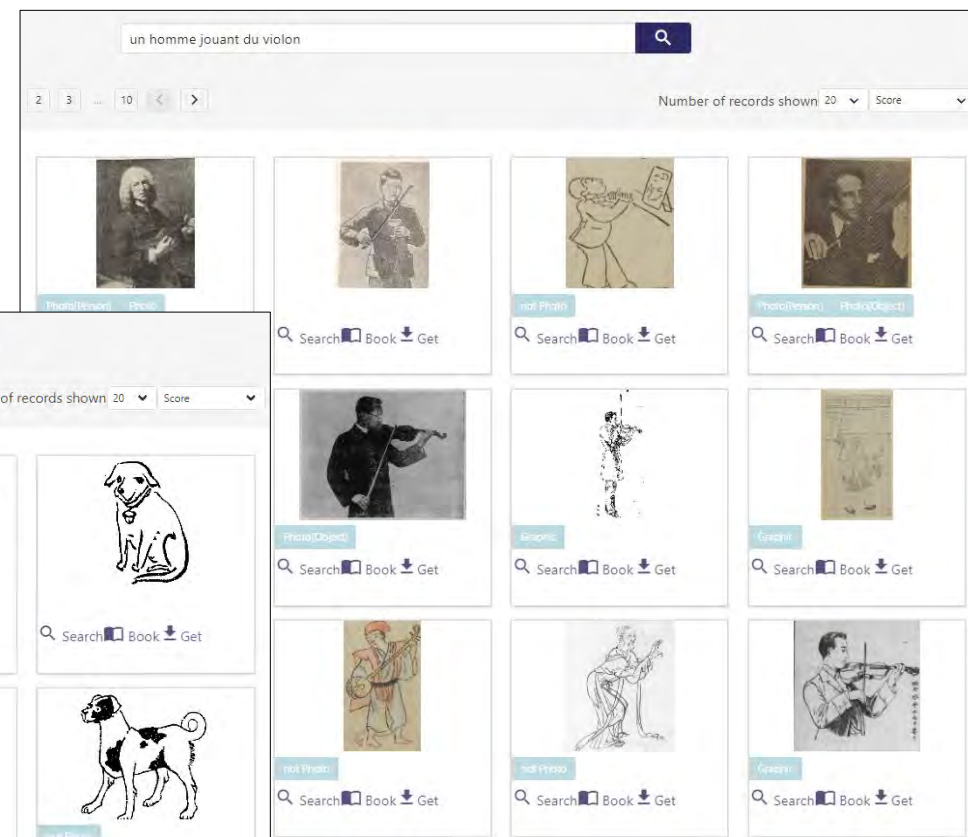 un homme jouant du violon
2 3 ... 10 < >
Number of records shown 20 Score
Photo(Person) Photo
not Photo
Photo(Person) Photo(Object)
Search Book Get
Search Book Get
Search Book Get
of records shown 20 Score
Photo(Object)
Graphic
Graphic
Search Book Get
Search Book Get
Search Book Get
Search Book Get
not Photo
not Photo
Graphic
Search Book Get
Search Book Get
Search Book Get